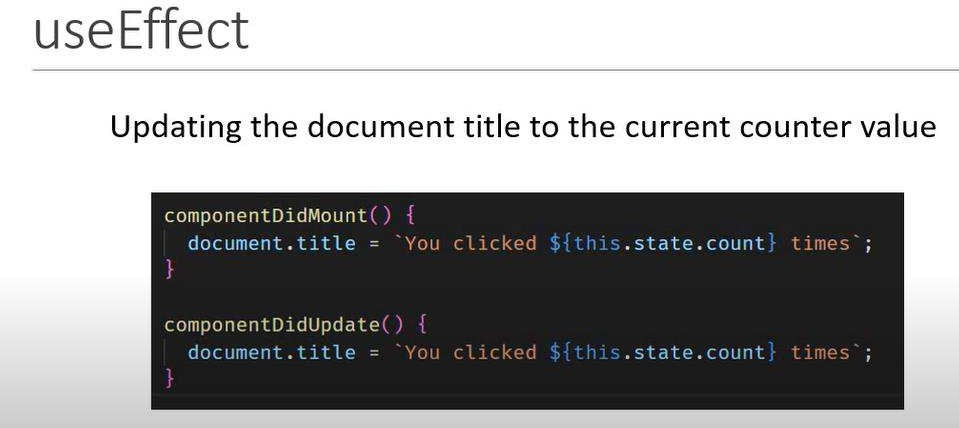 useEffect
Updating the document title to the current counter value
componentDidMount() {
  document.title = `You clicked ${this.state.count} times`;
}
componentDidUpdate() {
  document.title = `You clicked ${this.state.count} times`;
}